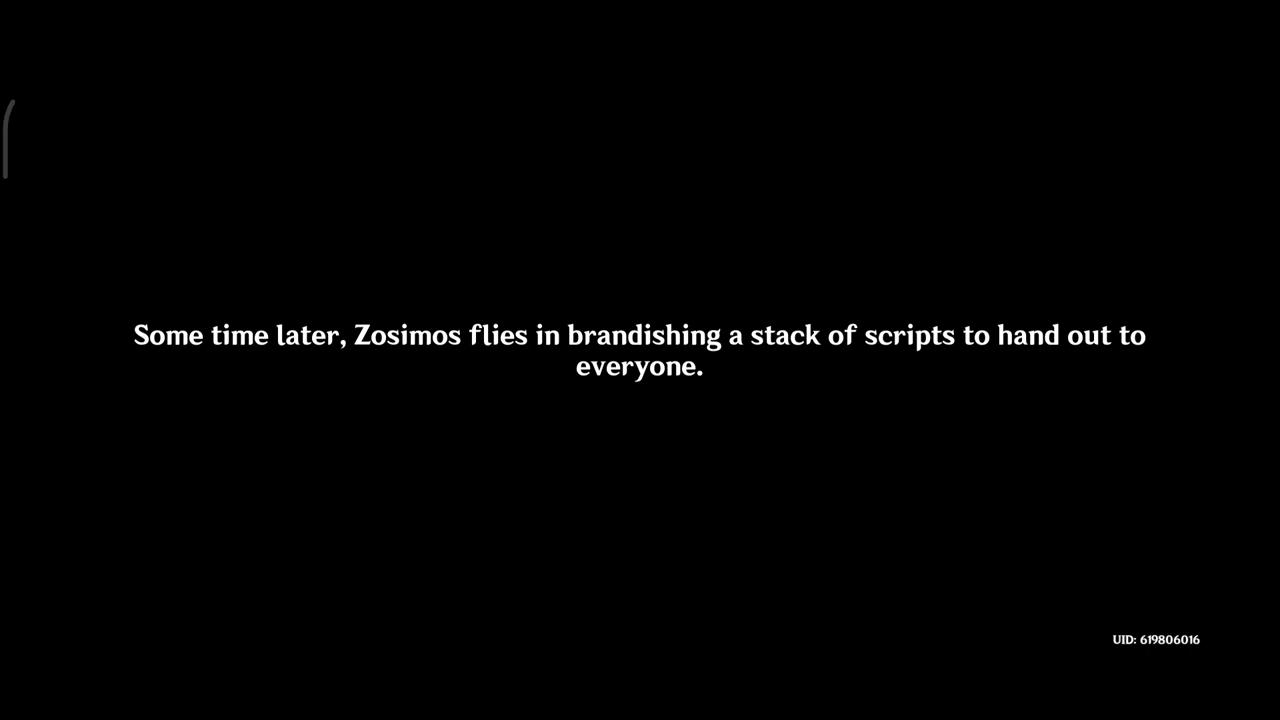 Some time later, Zosimos flies in brandishing a stack of scripts to hand out to
everyone.
UID: 619806016